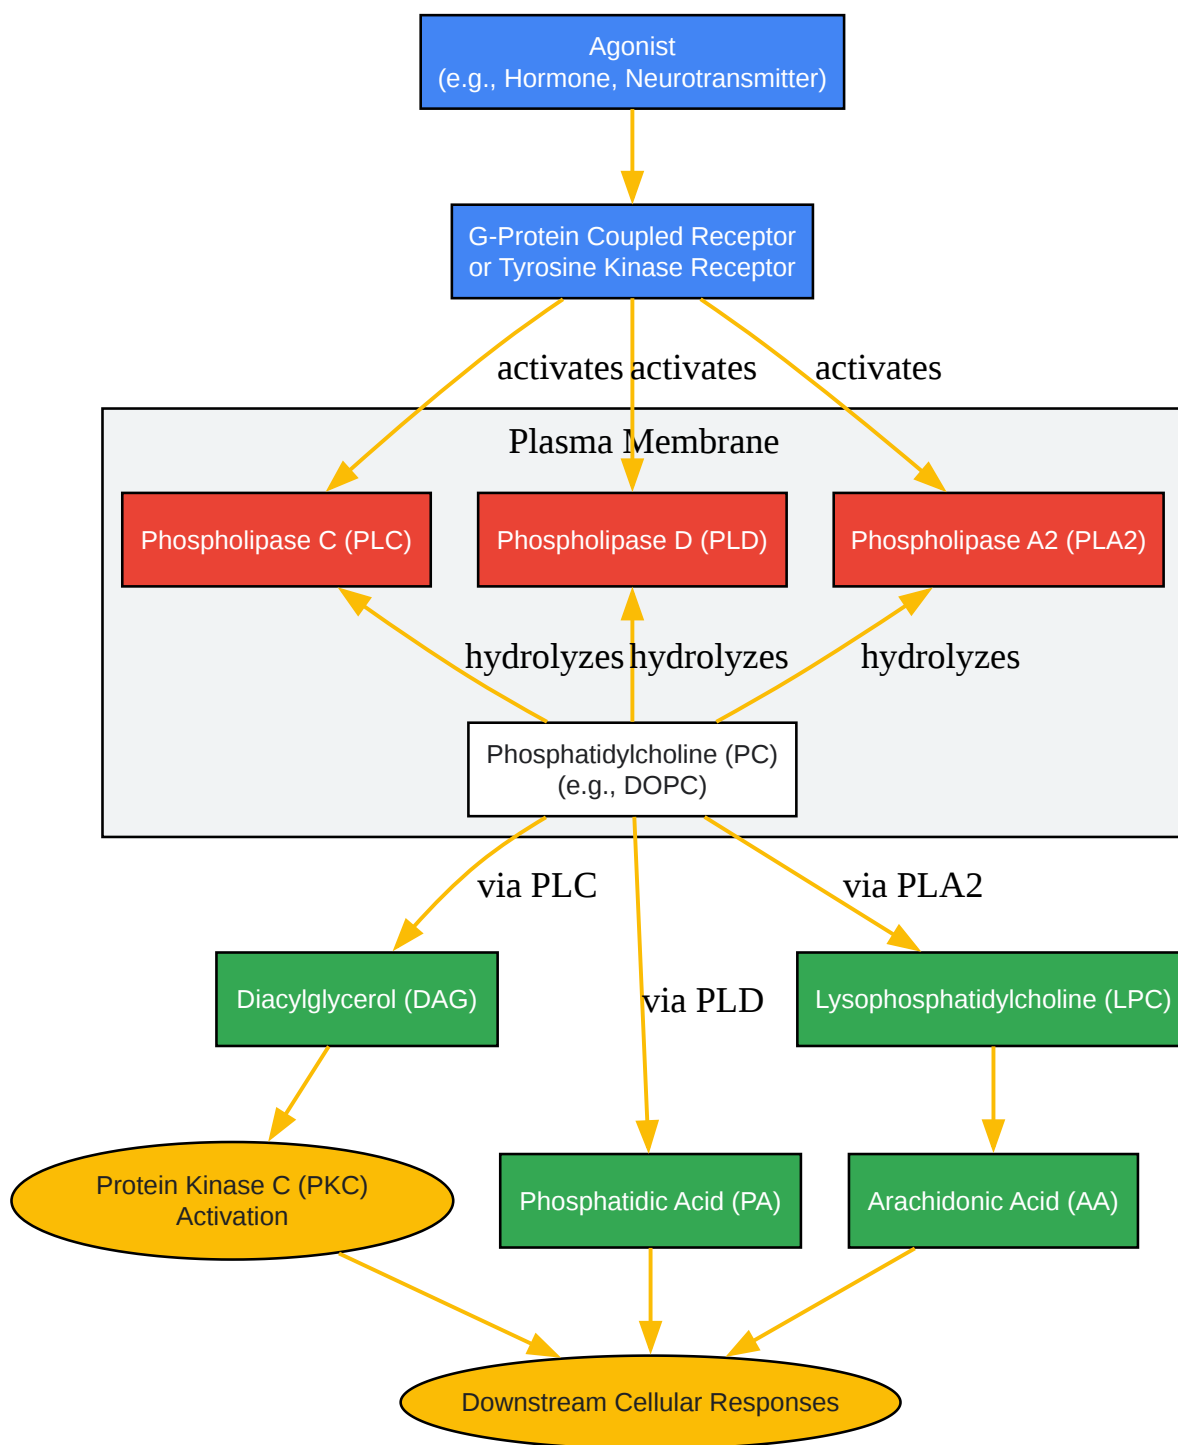 Agonist
(e.g., Hormone, Neurotransmitter)
G-Protein Coupled Receptor
or Tyrosine Kinase Receptor
activates
activates
activates
Plasma Membrane
Phospholipase C (PLC)
Phospholipase D (PLD)
Phospholipase A2 (PLA2)
hydrolyzes
hydrolyzes
hydrolyzes
Phosphatidylcholine (PC)
(e.g., DOPC)
via PLC
via PLA2
Diacylglycerol (DAG)
via PLD
Lysophosphatidylcholine (LPC)
Protein Kinase C (PKC)
Activation
Phosphatidic Acid (PA)
Arachidonic Acid (AA)
Downstream Cellular Responses